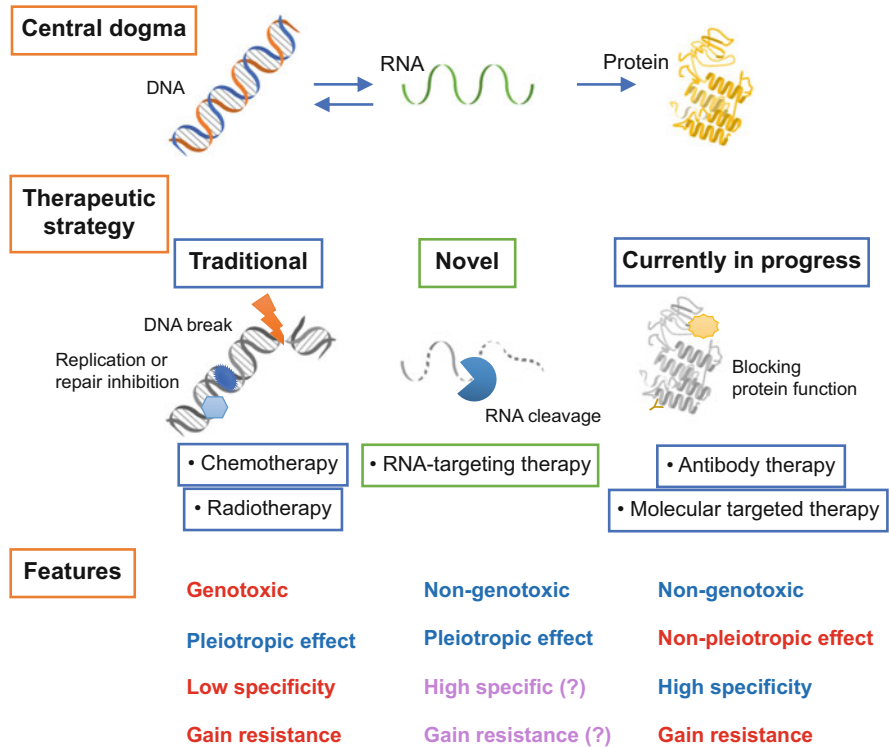 Central dogma
DNA
RNA
Protein
Therapeutic
strategy
Traditional
Novel
Currently in progress
DNA break
Replication or
repair inhibition
RNA cleavage
Blocking
protein function
• Chemotherapy
• Radiotherapy
• RNA-targeting therapy
• Antibody therapy
• Molecular targeted therapy
Features
Genotoxic
Non-genotoxic
Non-genotoxic
Pleiotropic effect
Pleiotropic effect
Non-pleiotropic effect
Low specificity
High specific (?)
High specificity
Gain resistance
Gain resistance (?)
Gain resistance